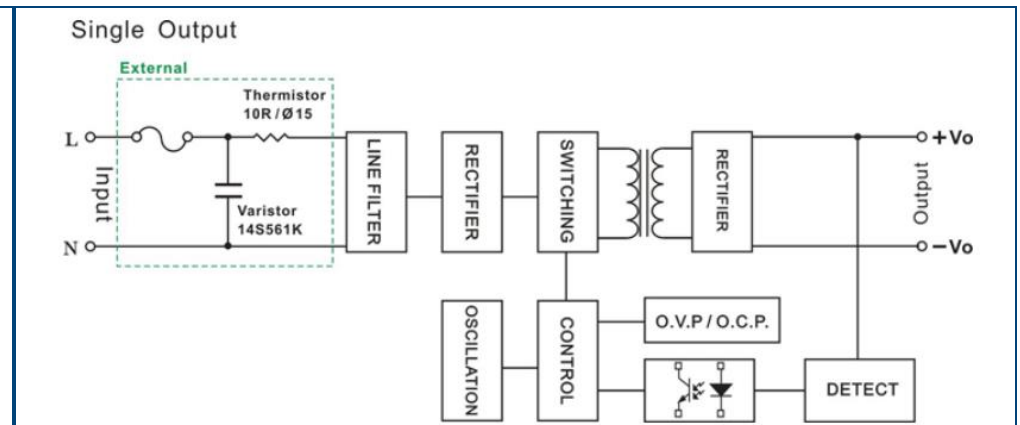 Single Output
External
Thermistor
10R/Ø15
L
Input
N
Varistor
14S561K
LINE FILTER
RECTIFIER
SWITCHING
RECTIFIER
+Vo
Output
−Vo
OSCILLATION
CONTROL
O.V.P/O.C.P.
DETECT